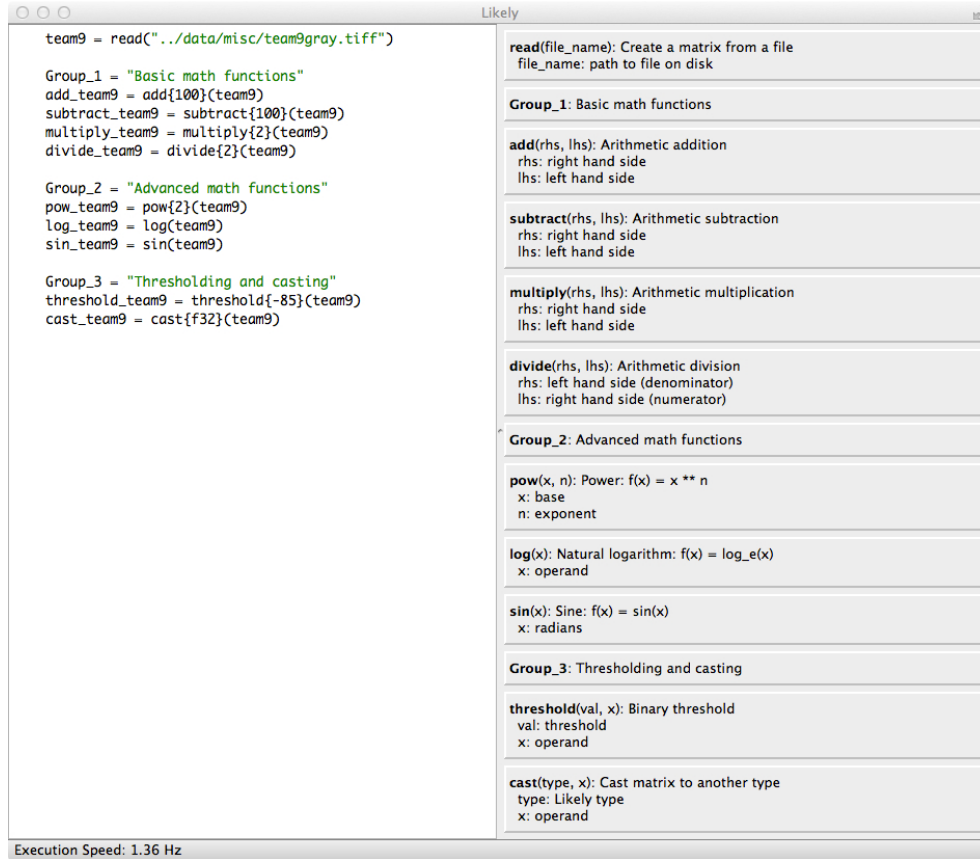 Likely
team9 = read("../data/misc/team9gray.tiff")
Group_1 = "Basic math functions"
add_team9 = add{100}(team9)
subtract_team9 = subtract{100}(team9)
multiply_team9 = multiply{2}(team9)
divide_team9 = divide{2}(team9)
Group_2 = "Advanced math functions"
pow_team9 = pow{2}(team9)
log_team9 = log(team9)
sin_team9 = sin(team9)
Group_3 = "Thresholding and casting"
threshold_team9 = threshold{-85}(team9)
cast_team9 = cast{f32}(team9)
read(file_name): Create a matrix from a file
file_name: path to file on disk
Group_1: Basic math functions
add(rhs, lhs): Arithmetic addition
rhs: right hand side
lhs: left hand side
subtract(rhs, lhs): Arithmetic subtraction
rhs: right hand side
lhs: left hand side
multiply(rhs, lhs): Arithmetic multiplication
rhs: right hand side
lhs: left hand side
divide(rhs, lhs): Arithmetic division
rhs: left hand side (denominator)
lhs: right hand side (numerator)
Group_2: Advanced math functions
pow(x, n): Power: f(x) = x ** n
x: base
n: exponent
log(x): Natural logarithm: f(x) = log_e(x)
x: operand
sin(x): Sine: f(x) = sin(x)
x: radians
Group_3: Thresholding and casting
threshold(val, x): Binary threshold
val: threshold
x: operand
cast(type, x): Cast matrix to another type
type: Likely type
x: operand
Execution Speed: 1.36 Hz